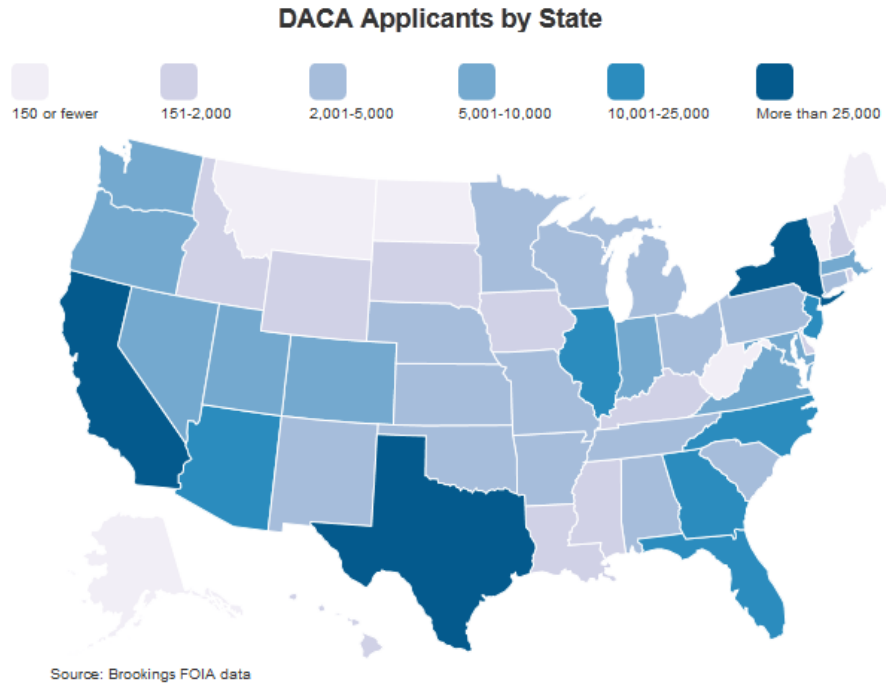 DACA Applicants by State
150 or fewer
151-2,000
2,001-5,000
5,001-10,000
10,001-25,000
More than 25,000
Source: Brookings FOIA data